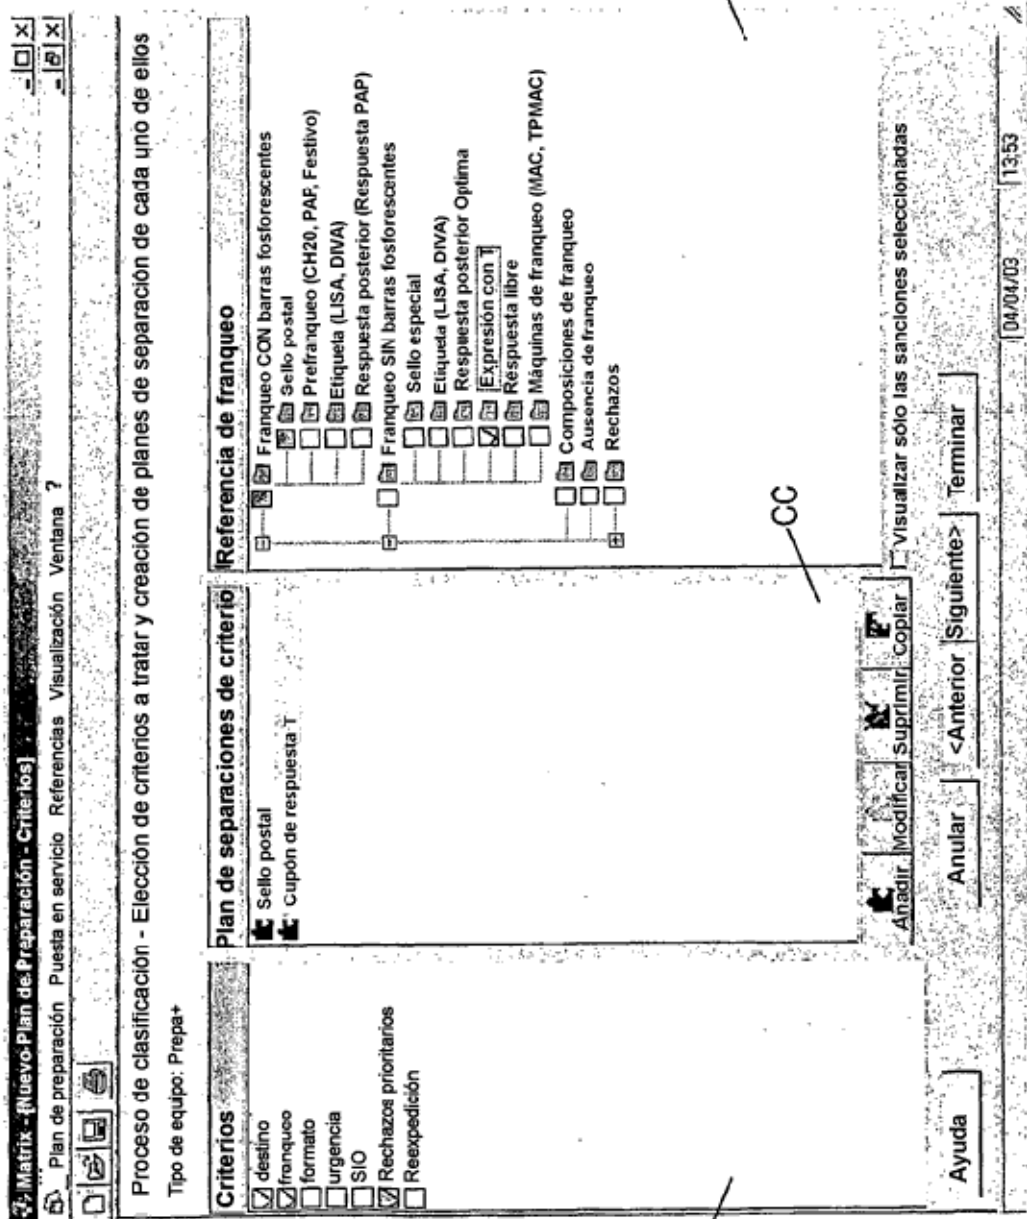 Matrix - [Nuevo Plan de Preparación - Criterios]
Plan de preparación Puesta en servicio Referencias Visualización Ventana ?
Proceso de clasificación - Elección de criterios a tratar y creación de planes de separación de cada uno de ellos
Tipo de equipo: Prepa+
Criterios
destino
franqueo
formato
urgencia
SIO
Rechazos prioritarios
Reexpedición
Plan de separaciones de criterio
Sello postal
Cupón de respuesta T
CC
Añadir Modificar Suprimir Copiar
Referencia de franqueo
Franqueo CON barras fosforescentes
Sello postal
Prefranqueo (CH20, PAP, Festivo)
Etiquela (LISA, DIVA)
Respuesta posterior (Respuesta PAP)
Franqueo SIN barras fosforescentes
Sello especial
Etiquela (LISA, DIVA)
Respuesta posterior Optima
Expresión con T
Respuesta libre
Máquinas de franqueo (MAC, TPMAC)
Composiciones de franqueo
Ausencia de franqueo
Rechazos
Visualizar sólo las sanciones seleccionadas
Ayuda Anular <Anterior Siguiente> Terminar
04/04/03 13:53